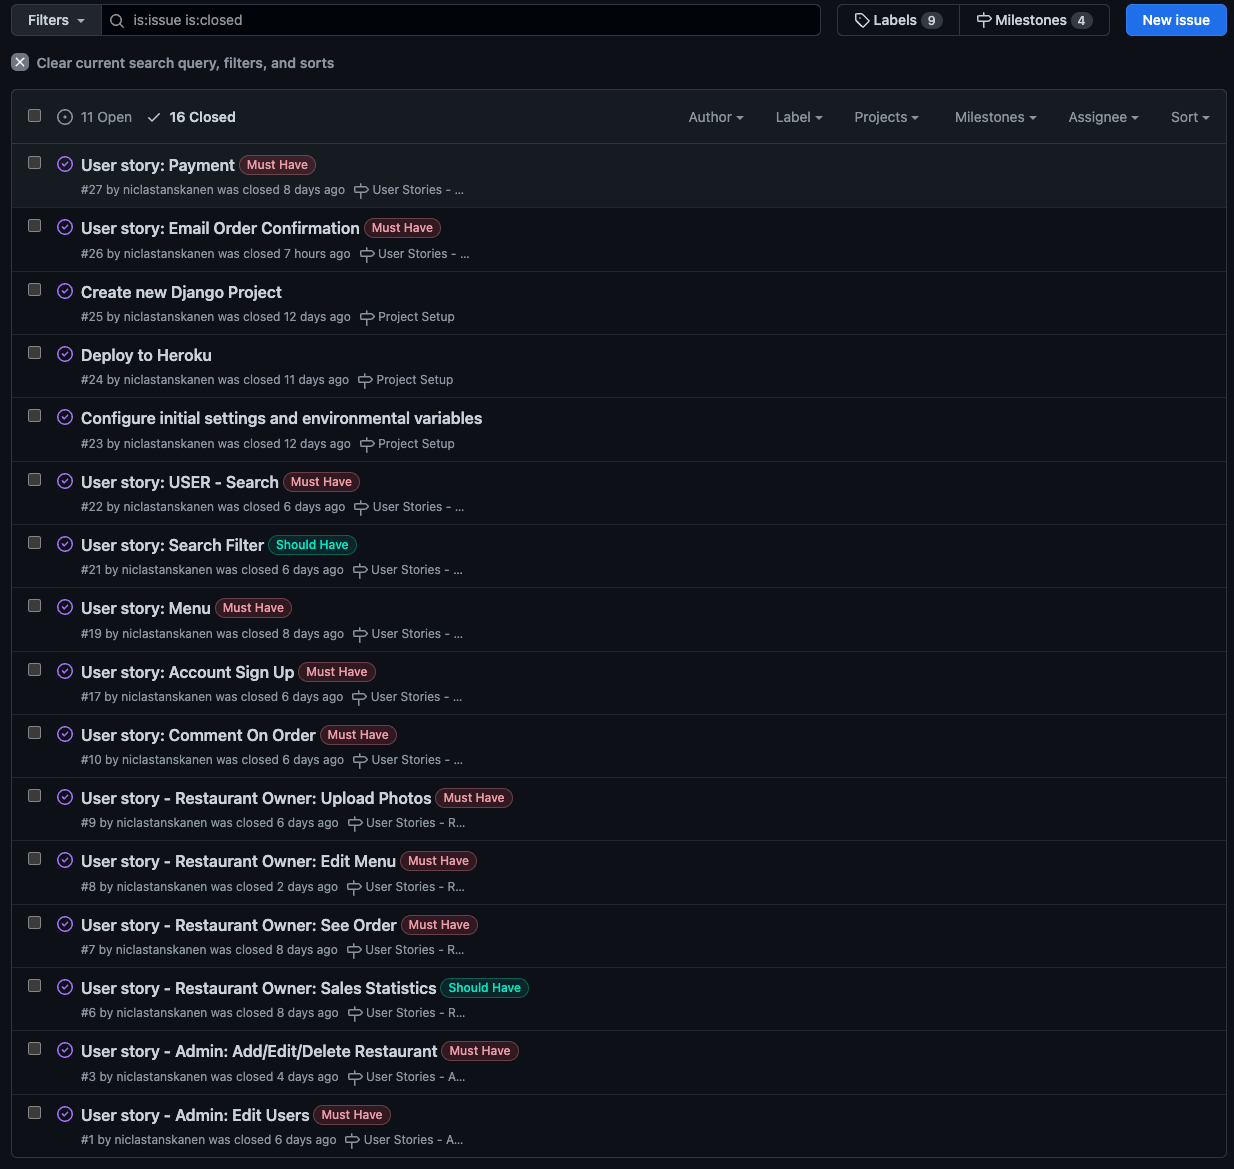 Filters is:issue is:closed Labels 9 Milestones 4 New issue
Clear current search query, filters, and sorts
11 Open 16 Closed Author Label Projects Milestones Assignee Sort
User story: Payment Must Have
#27 by niclastanskanen was closed 8 days ago User Stories - ...
User story: Email Order Confirmation Must Have
#26 by niclastanskanen was closed 7 hours ago User Stories - ...
Create new Django Project
#25 by niclastanskanen was closed 12 days ago Project Setup
Deploy to Heroku
#24 by niclastanskanen was closed 11 days ago Project Setup
Configure initial settings and environmental variables
#23 by niclastanskanen was closed 12 days ago Project Setup
User story: USER - Search Must Have
#22 by niclastanskanen was closed 6 days ago User Stories - ...
User story: Search Filter Should Have
#21 by niclastanskanen was closed 6 days ago User Stories - ...
User story: Menu Must Have
#19 by niclastanskanen was closed 8 days ago User Stories - ...
User story: Account Sign Up Must Have
#17 by niclastanskanen was closed 6 days ago User Stories - ...
User story: Comment On Order Must Have
#10 by niclastanskanen was closed 6 days ago User Stories - ...
User story - Restaurant Owner: Upload Photos Must Have
#9 by niclastanskanen was closed 6 days ago User Stories - R...
User story - Restaurant Owner: Edit Menu Must Have
#8 by niclastanskanen was closed 2 days ago User Stories - R...
User story - Restaurant Owner: See Order Must Have
#7 by niclastanskanen was closed 8 days ago User Stories - R...
User story - Restaurant Owner: Sales Statistics Should Have
#6 by niclastanskanen was closed 8 days ago User Stories - R...
User story - Admin: Add/Edit/Delete Restaurant Must Have
#3 by niclastanskanen was closed 4 days ago User Stories - A...
User story - Admin: Edit Users Must Have
#1 by niclastanskanen was closed 6 days ago User Stories - A...